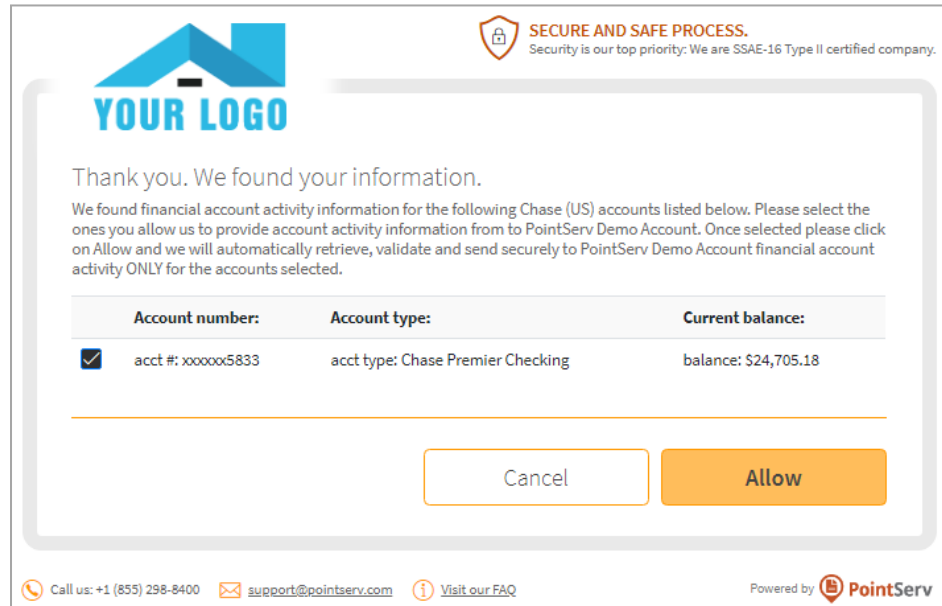 SECURE AND SAFE PROCESS.
Security is our top priority: We are SSAE-16 Type II certified company.
YOUR LOGO
Thank you. We found your information.
We found financial account activity information for the following Chase (US) accounts listed below. Please select the
ones you allow us to provide account activity information from to PointServ Demo Account. Once selected please click
on Allow and we will automatically retrieve, validate and send securely to PointServ Demo Account financial account
activity ONLY for the accounts selected.
Account number: Account type: Current balance:
acct #: xxxxxx5833 acct type: Chase Premier Checking balance: $24,705.18
Cancel Allow
Call us: +1 (855) 298-8400 support@pointserv.com Visit our FAQ Powered by PointServ